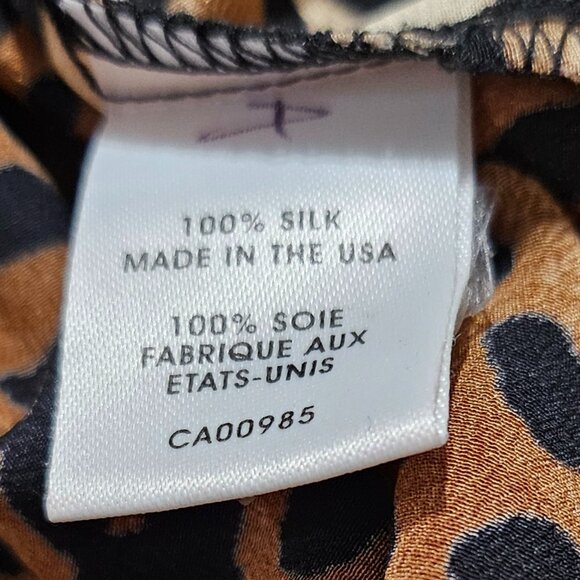 100% SILK
MADE IN THE USA
100% SOIE
FABRIQUE AUX
ETATS-UNIS
CA00985